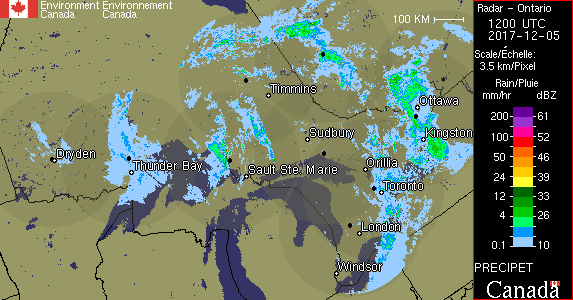 Environment Environnement
Canada Canada
100 KM
Timmins
Ottawa
Sudbury
Kingston
Dryden
Thunder Bay
Sault Ste. Marie
Orillia
Toronto
London
Windsor
Radar - Ontario
1200 UTC
2017-12-05
Scale/Échelle:
3.5 km/Pixel
Rain/Pluie
mm/hr dBZ
200 61
100 52
50 46
24 39
12 33
4 26
0.1 10
PRECIPET
Canada